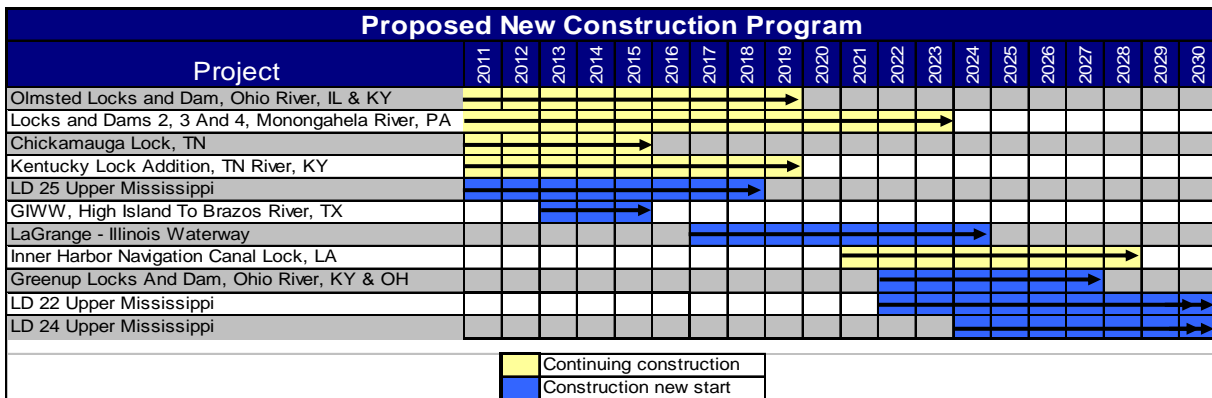 Proposed New Construction Program
Project 2011 2012 2013 2014 2015 2016 2017 2018 2019 2020 2021 2022 2023 2024 2025 2026 2027 2028 2029 2030
Olmsted Locks and Dam, Ohio River, IL & KY
Locks and Dams 2, 3 And 4, Monongahela River, PA
Chickamauga Lock, TN
Kentucky Lock Addition, TN River, KY
LD 25 Upper Mississippi
GIWW, High Island To Brazos River, TX
LaGrange - Illinois Waterway
Inner Harbor Navigation Canal Lock, LA
Greenup Locks And Dam, Ohio River, KY & OH
LD 22 Upper Mississippi
LD 24 Upper Mississippi
Continuing construction
Construction new start